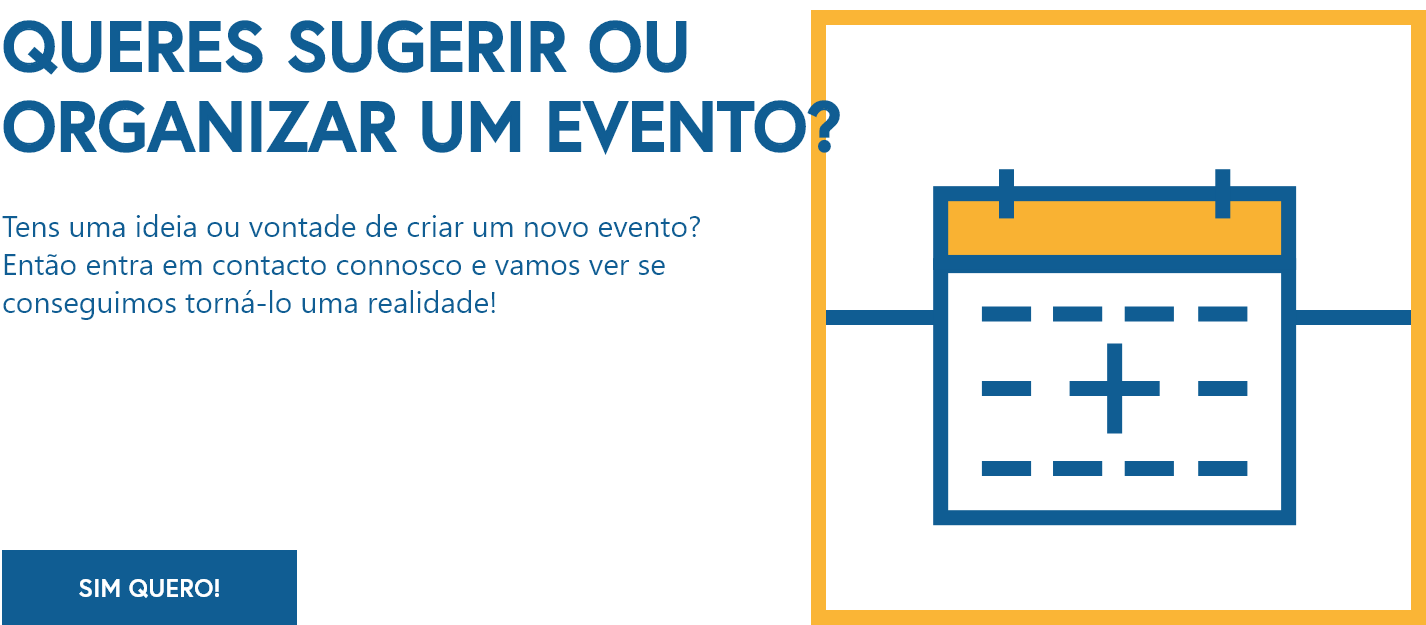 QUERES SUGERIR OU
ORGANIZAR UM EVENTO?
Tens uma ideia ou vontade de criar um novo evento?
Então entra em contacto connosco e vamos ver se
conseguimos torná-lo uma realidade!
SIM QUERO!